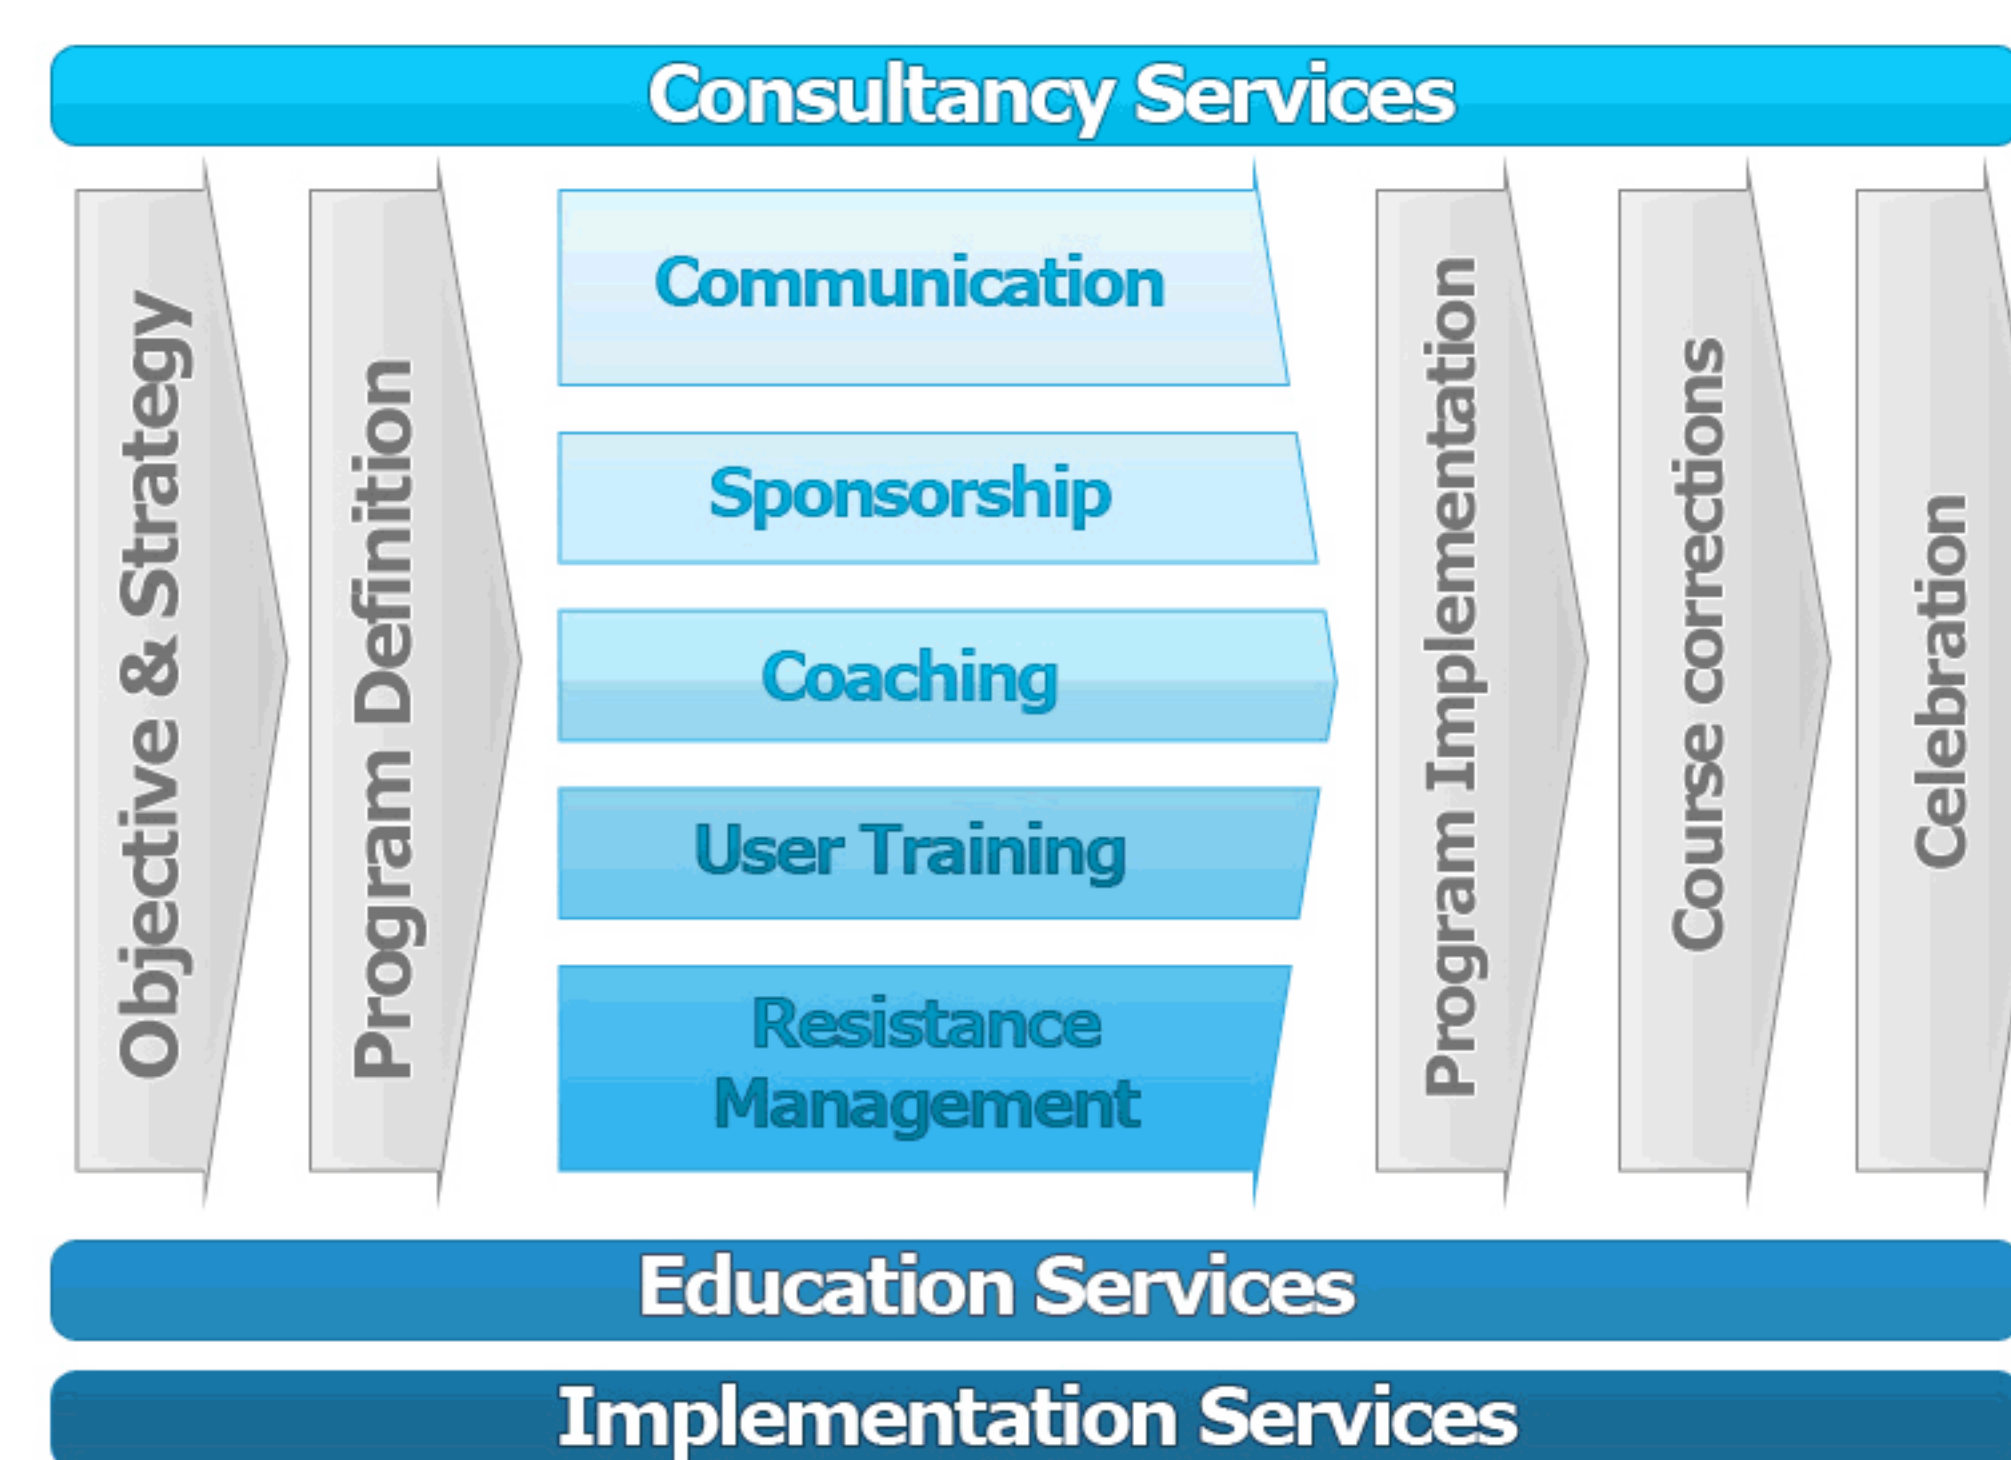 Consultancy Services
Objective & Strategy
Program Definition
Communication
Sponsorship
Coaching
User Training
Resistance
Management
Program Implementation
Course corrections
Celebration
Education Services
Implementation Services